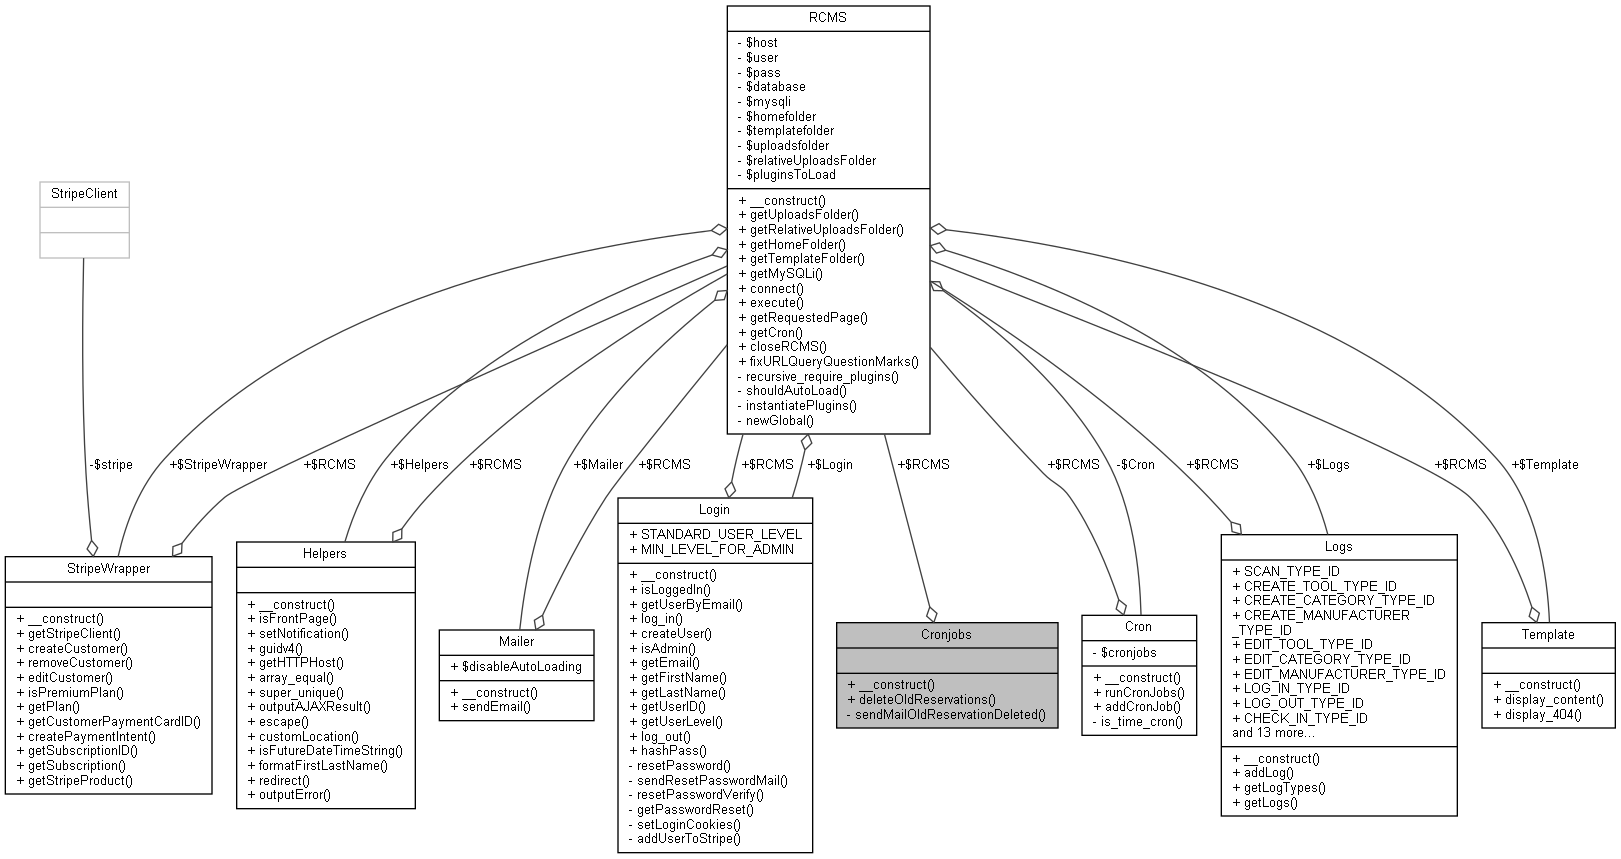 RCMS
- $host
- $user
- $pass
- $database
- $mysqli
- $homefolder
- $templatefolder
- $uploadsfolder
- $relativeUploadsFolder
- $pluginsToLoad
+ __construct()
+ getUploadsFolder()
+ getRelativeUploadsFolder()
+ getHomeFolder()
+ getTemplateFolder()
+ getMySQLi()
+ connect()
+ execute()
+ getRequestedPage()
+ getCron()
+ closeRCMS()
+ fixURLQueryQuestionMarks()
- recursive_require_plugins()
- shouldAutoLoad()
- instantiatePlugins()
- newGlobal()
StripeClient
-$stripe
+$StripeWrapper
+$RCMS
+$Helpers
+$RCMS
+$Mailer
+$RCMS
+$RCMS
+$Login
+$RCMS
+$RCMS
-$Cron
+$RCMS
+$Logs
+$RCMS
+$Template
StripeWrapper
+ __construct()
+ getStripeClient()
+ createCustomer()
+ removeCustomer()
+ editCustomer()
+ isPremiumPlan()
+ getPlan()
+ getCustomerPaymentCardID()
+ createPaymentIntent()
+ getSubscriptionID()
+ getSubscription()
+ getStripeProduct()
Helpers
+ __construct()
+ isFrontPage()
+ setNotification()
+ guidv4()
+ getHTTPHost()
+ array_equal()
+ super_unique()
+ outputAJAXResult()
+ escape()
+ customLocation()
+ isFutureDateTimeString()
+ formatFirstLastName()
+ redirect()
+ outputError()
Mailer
+ $disableAutoLoading
+ __construct()
+ sendEmail()
Login
+ STANDARD_USER_LEVEL
+ MIN_LEVEL_FOR_ADMIN
+ __construct()
+ isLoggedIn()
+ getUserByEmail()
+ log_in()
+ createUser()
+ isAdmin()
+ getEmail()
+ getFirstName()
+ getLastName()
+ getUserID()
+ getUserLevel()
+ log_out()
+ hashPass()
- resetPassword()
- sendResetPasswordMail()
- resetPasswordVerify()
- getPasswordReset()
- setLoginCookies()
- addUserToStripe()
Cronjobs
+ __construct()
+ deleteOldReservations()
- sendMailOldReservationDeleted()
Cron
- $cronjobs
+ __construct()
+ runCronJobs()
+ addCronJob()
- is_time_cron()
Logs
+ SCAN_TYPE_ID
+ CREATE_TOOL_TYPE_ID
+ CREATE_CATEGORY_TYPE_ID
+ CREATE_MANUFACTURER
_TYPE_ID
+ EDIT_TOOL_TYPE_ID
+ EDIT_CATEGORY_TYPE_ID
+ EDIT_MANUFACTURER_TYPE_ID
+ LOG_IN_TYPE_ID
+ LOG_OUT_TYPE_ID
+ CHECK_IN_TYPE_ID
and 13 more...
+ __construct()
+ addLog()
+ getLogTypes()
+ getLogs()
Template
+ __construct()
+ display_content()
+ display_404()